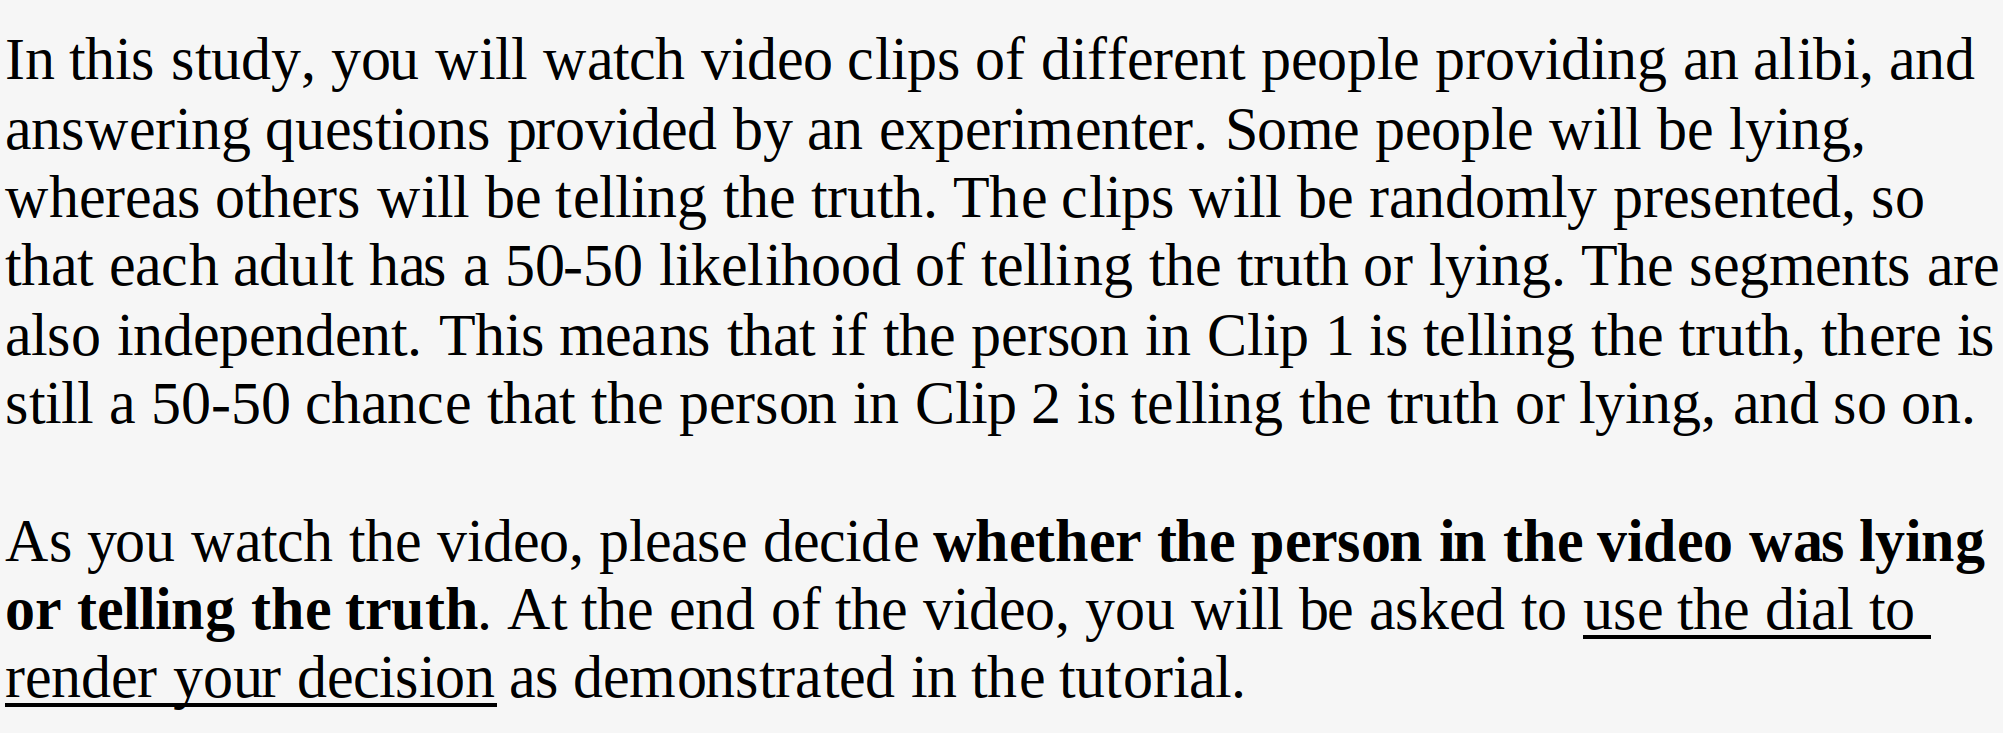 In this study, you will watch video clips of different people providing an alibi, and
answering questions provided by an experimenter. Some people will be lying,
whereas others will be telling the truth. The clips will be randomly presented, so
that each adult has a 50-50 likelihood of telling the truth or lying. The segments are
also independent. This means that if the person in Clip 1 is telling the truth, there is
still a 50-50 chance that the person in Clip 2 is telling the truth or lying, and so on.
As you watch the video, please decide whether the person in the video was lying
or telling the truth. At the end of the video, you will be asked to use the dial to
render your decision as demonstrated in the tutorial.